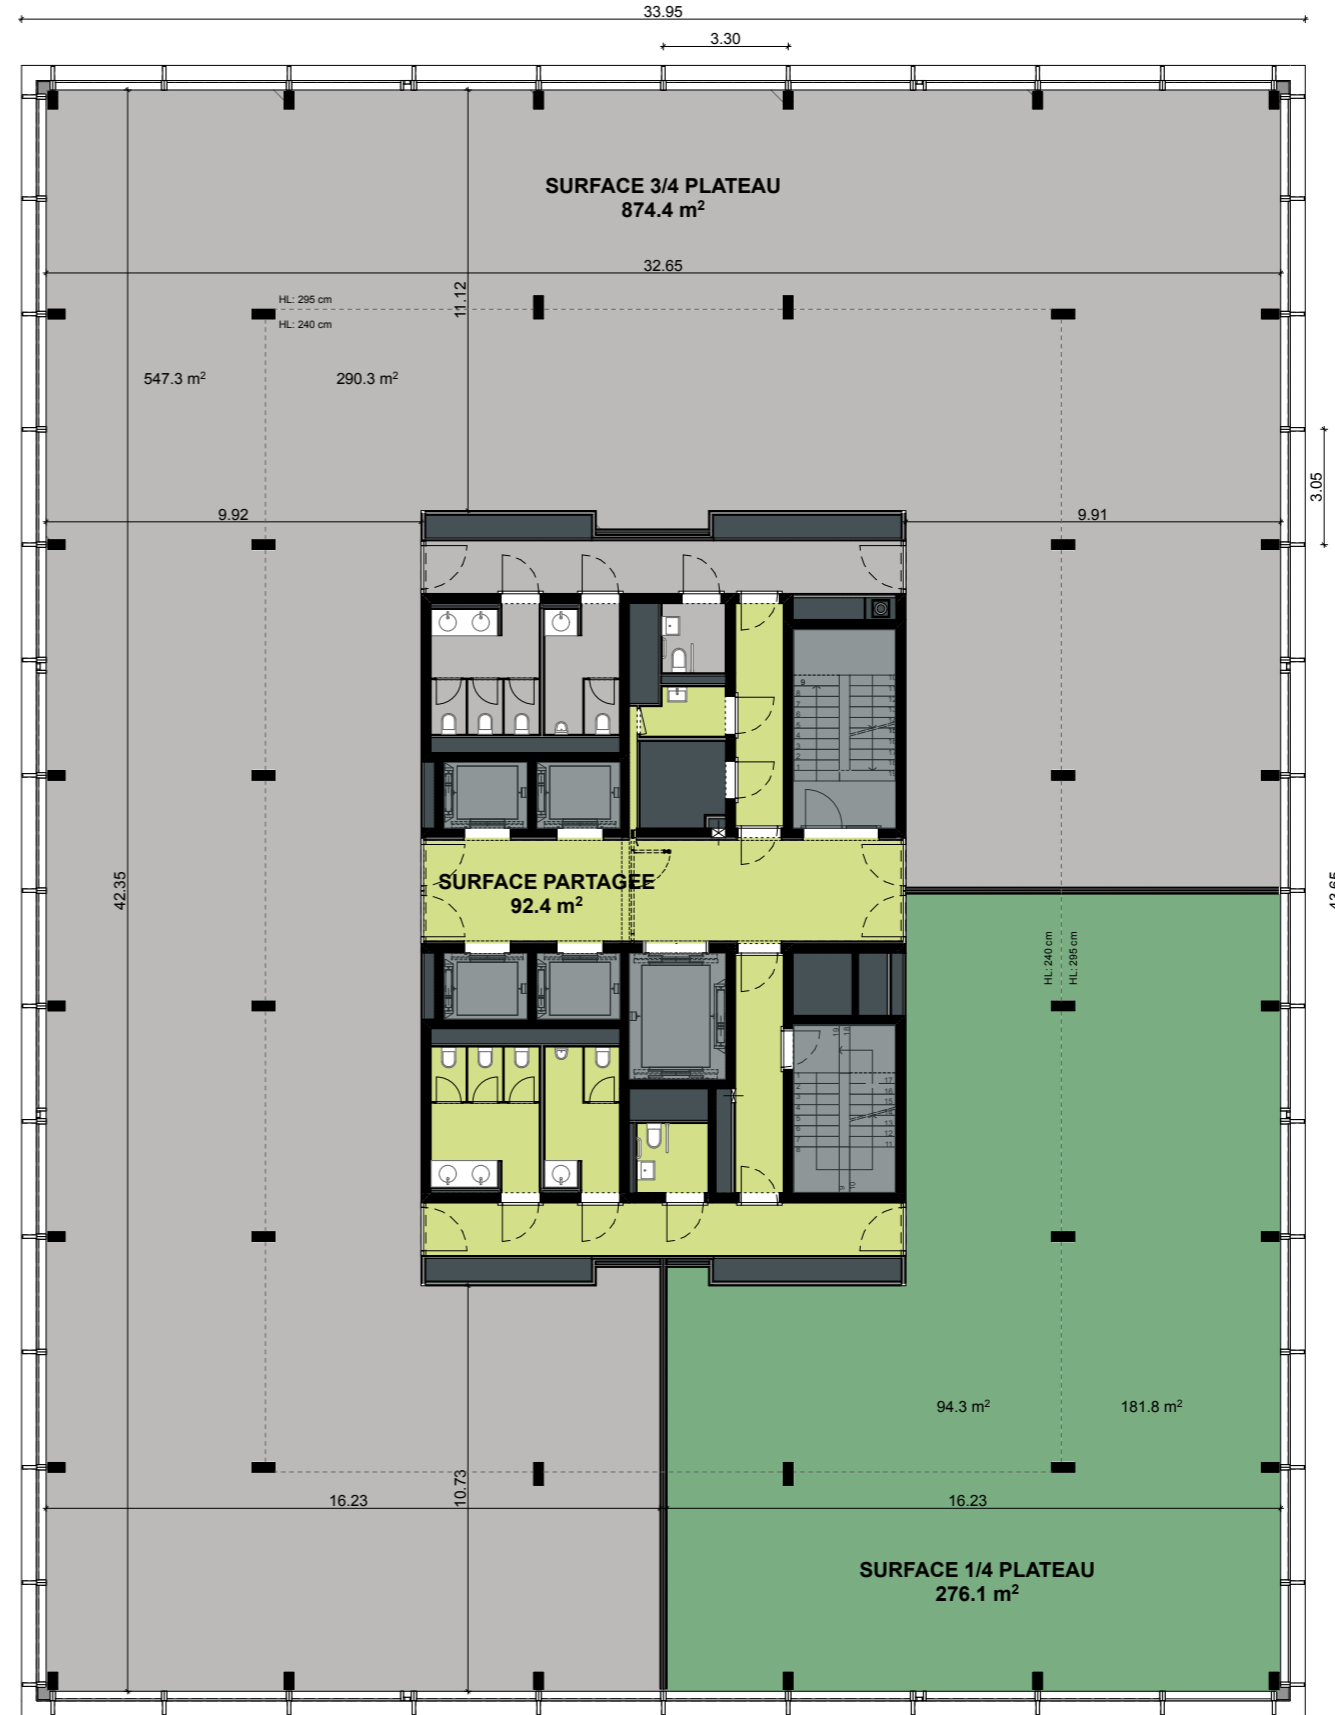 33.95
3.30
SURFACE 3/4 PLATEAU
874.4 m²
32.65
11.12
HL: 295 cm
HL: 240 cm
547.3 m²
290.3 m²
3.05
9.92
9.91
42.35
SURFACE PARTAGEE
92.4 m²
HL: 240 cm
HL: 295 cm
94.3 m²
181.8 m²
10.73
16.23
16.23
SURFACE 1/4 PLATEAU
276.1 m²